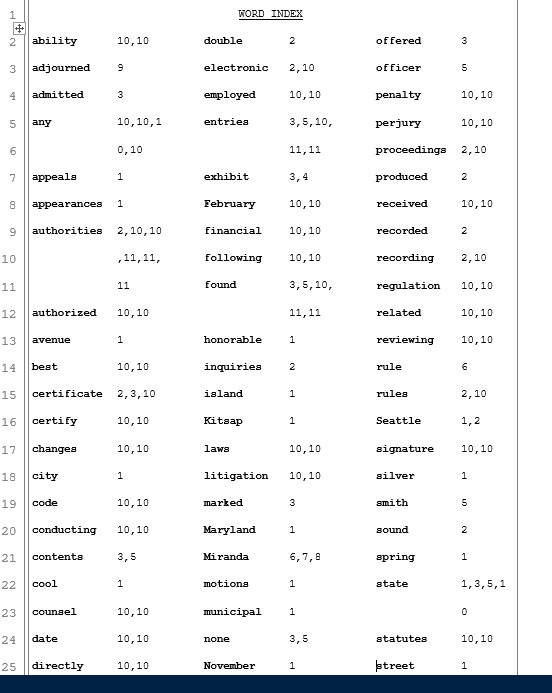 1 WORD INDEX
2 ability 10,10 double 2 offered 3
3 adjourned 9 electronic 2,10 officer 5
4 admitted 3 employed 10,10 penalty 10,10
5 any 10,10,1 entries 3,5,10, perjury 10,10
6 0,10 11,11 proceedings 2,10
7 appeals 1 exhibit 3,4 produced 2
8 appearances 1 February 10,10 received 10,10
9 authorities 2,10,10 financial 10,10 recorded 2
10 ,11,11, following 10,10 recording 2,10
11 11 found 3,5,10, regulation 10,10
12 authorized 10,10 11,11 related 10,10
13 avenue 1 honorable 1 reviewing 10,10
14 best 10,10 inquiries 2 rule 6
15 certificate 2,3,10 island 1 rules 2,10
16 certify 10,10 Kitsap 1 Seattle 1,2
17 changes 10,10 laws 10,10 signature 10,10
18 city 1 litigation 10,10 silver 1
19 code 10,10 marked 3 smith 5
20 conducting 10,10 Maryland 1 sound 2
21 contents 3,5 Miranda 6,7,8 spring 1
22 cool 1 motions 1 state 1,3,5,1
23 counsel 10,10 municipal 1 0
24 date 10,10 none 3,5 statutes 10,10
25 directly 10,10 November 1 street 1